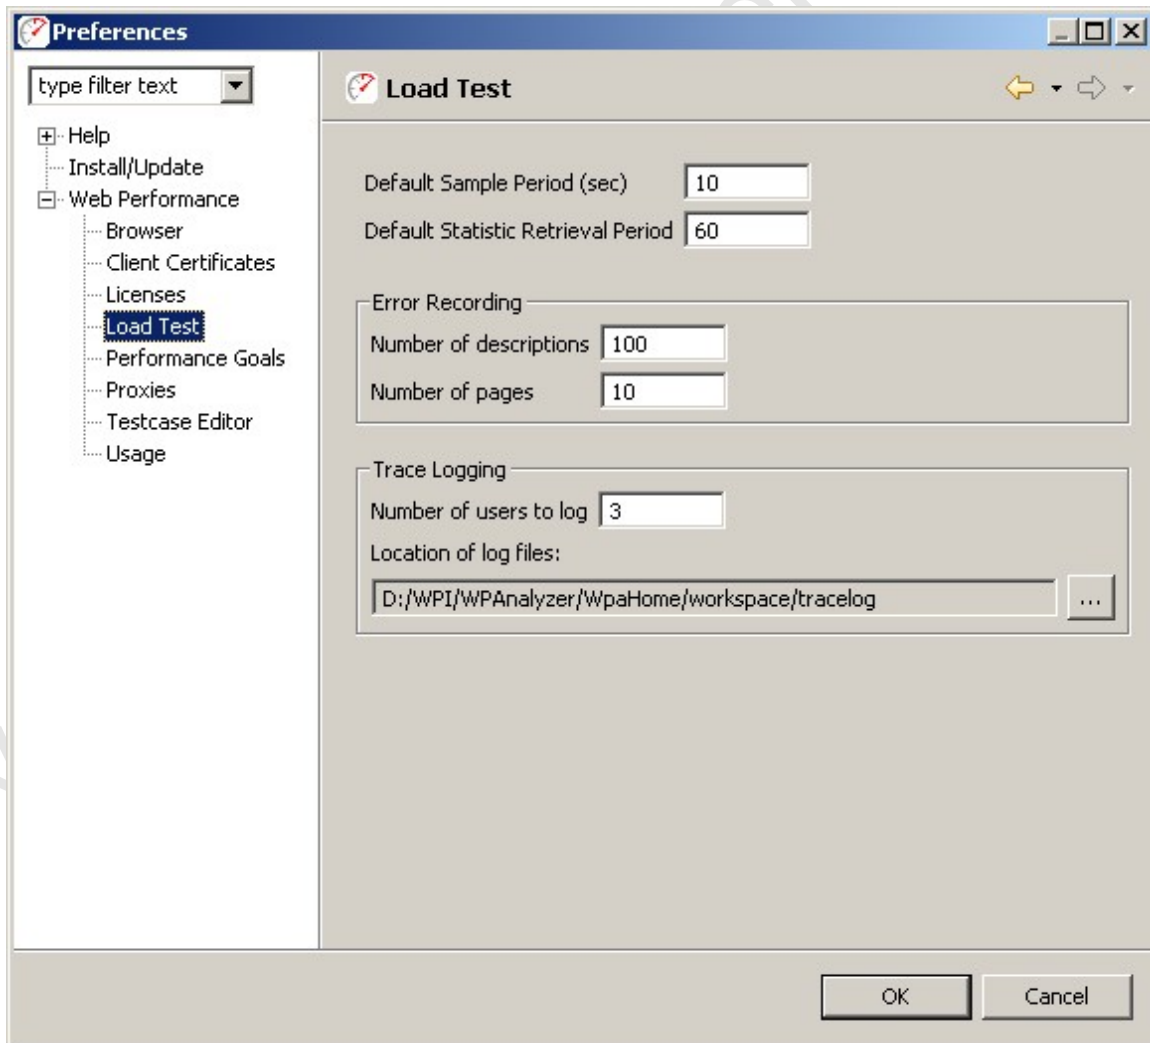 Preferences
type filter text
Help
Install/Update
Web Performance
Browser
Client Certificates
Licenses
Load Test
Performance Goals
Proxies
Testcase Editor
Usage
Load Test
Default Sample Period (sec) 10
Default Statistic Retrieval Period 60
Error Recording
Number of descriptions 100
Number of pages 10
Trace Logging
Number of users to log 3
Location of log files:
D:/WPI/WPAnalyzer/WpaHome/workspace/tracelog
...
OK Cancel